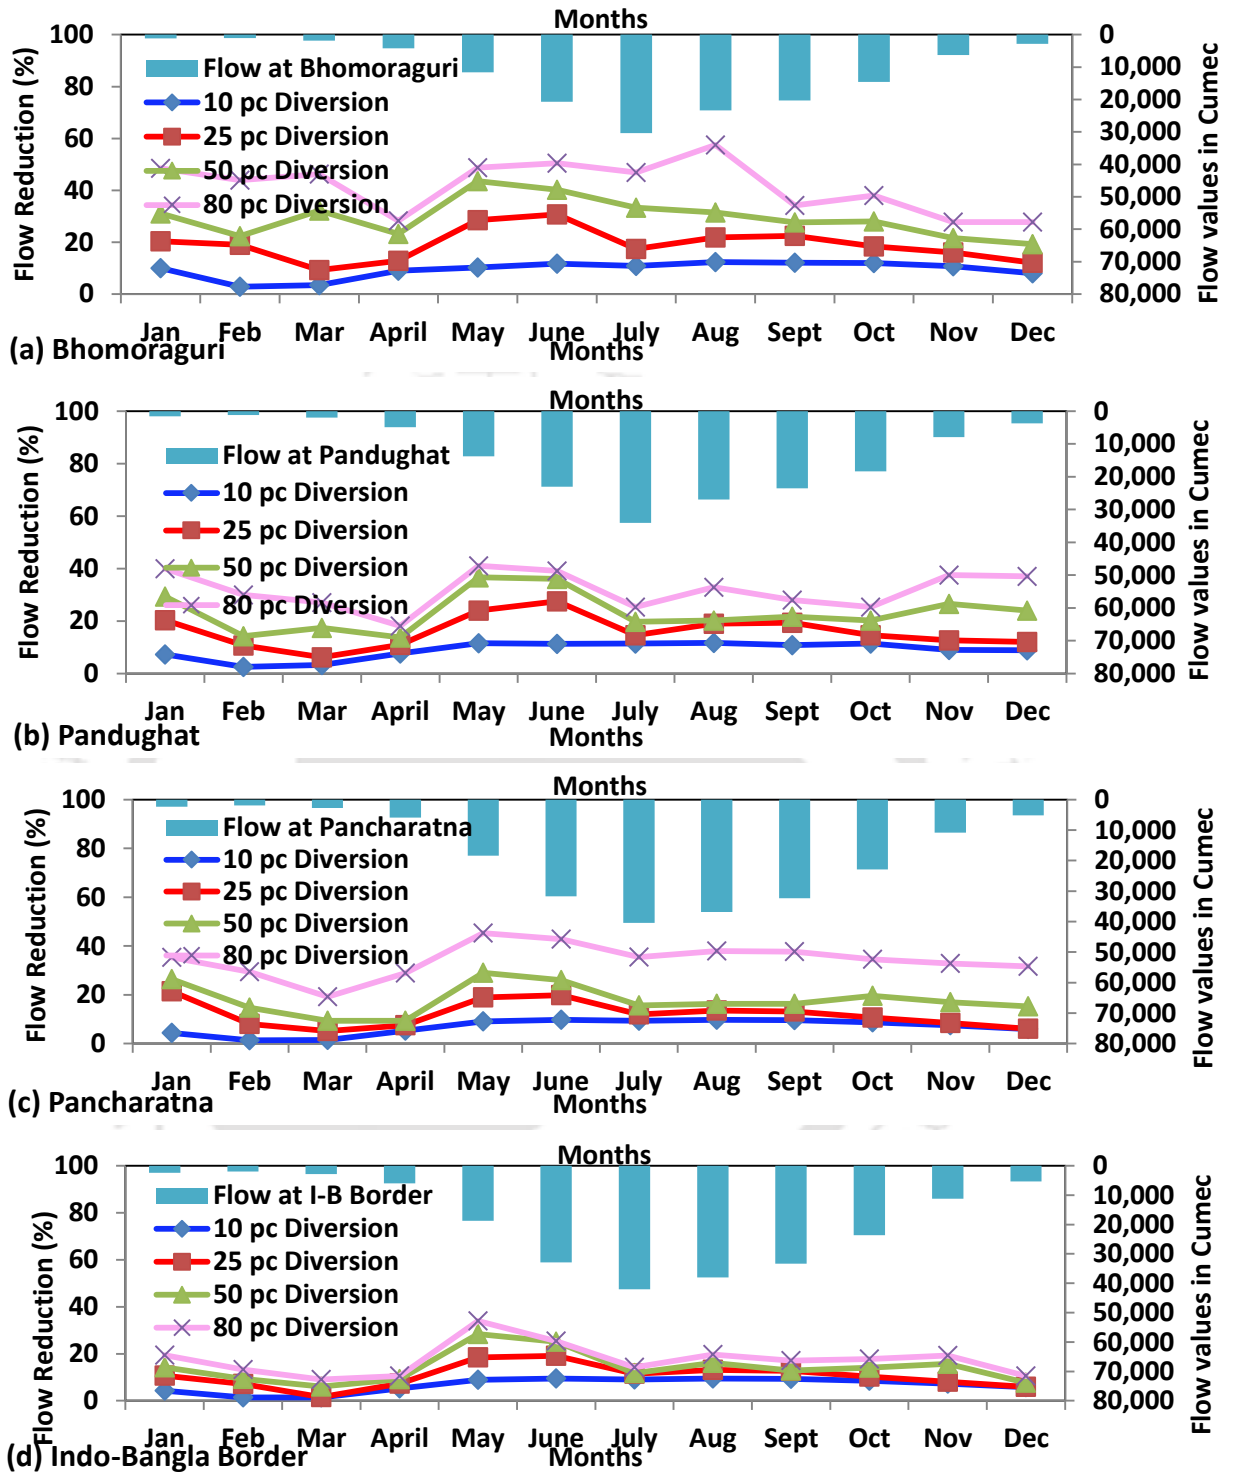 Months
Flow Reduction (%)
100
80
60
40
20
0
Flow at Bhomoraguri
10 pc Diversion
25 pc Diversion
50 pc Diversion
80 pc Diversion
0
10,000
20,000
30,000
40,000
50,000
60,000
70,000
80,000
Flow values in Cumec
Jan Feb Mar April May June July Aug Sept Oct Nov Dec
(a) Bhomoraguri
Months
Months
Flow Reduction (%)
100
80
60
40
20
0
Flow at Pandughat
10 pc Diversion
25 pc Diversion
50 pc Diversion
80 pc Diversion
0
10,000
20,000
30,000
40,000
50,000
60,000
70,000
80,000
Flow values in Cumec
Jan Feb Mar April May June July Aug Sept Oct Nov Dec
(b) Pandughat
Months
Months
Flow Reduction (%)
100
80
60
40
20
0
Flow at Pancharatna
10 pc Diversion
25 pc Diversion
50 pc Diversion
80 pc Diversion
0
10,000
20,000
30,000
40,000
50,000
60,000
70,000
80,000
Flow values in Cumec
Jan Feb Mar April May June July Aug Sept Oct Nov Dec
(c) Pancharatna
Months
Months
Flow Reduction (%)
100
80
60
40
20
0
Flow at I-B Border
10 pc Diversion
25 pc Diversion
50 pc Diversion
80 pc Diversion
0
10,000
20,000
30,000
40,000
50,000
60,000
70,000
80,000
Flow values in Cumec
Jan Feb Mar April May June July Aug Sept Oct Nov Dec
(d) Indo-Bangla Border
Months